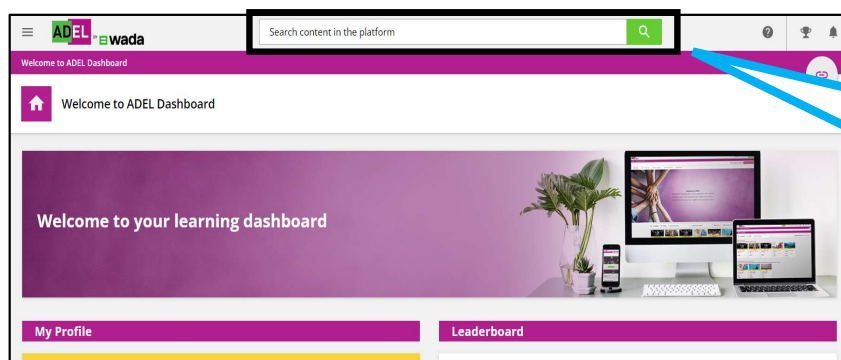 ADEL BY wada
Search content in the platform
Welcome to ADEL Dashboard
Welcome to ADEL Dashboard
Welcome to your learning dashboard
My Profile
Leaderboard